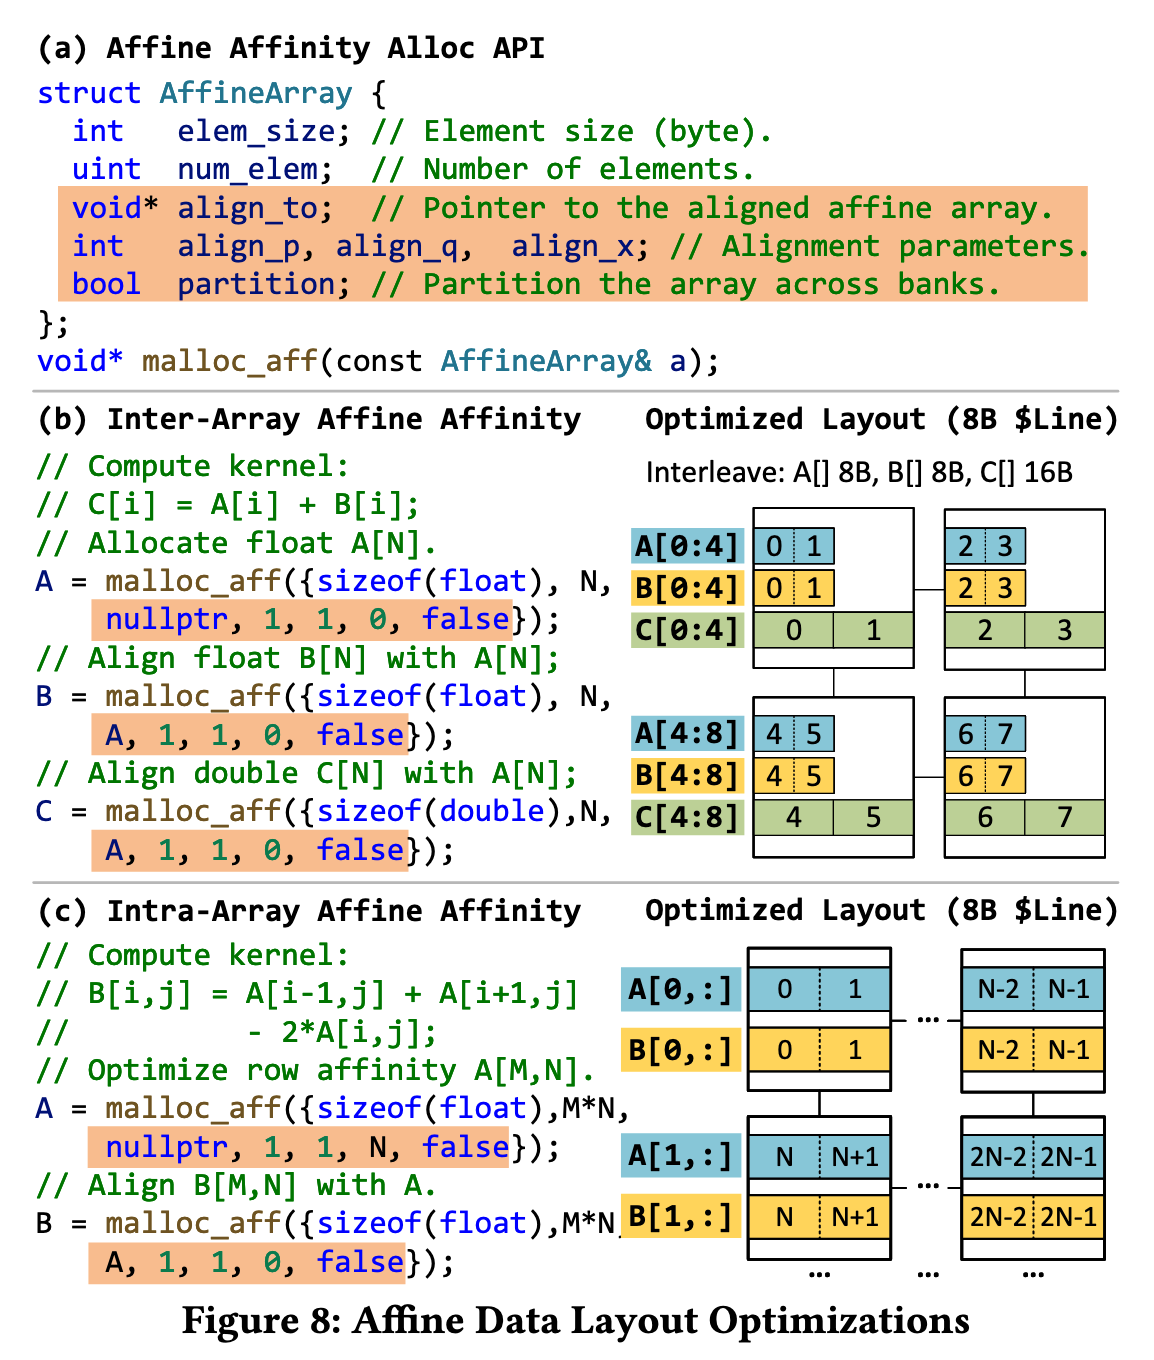 (a) Affine Affinity Alloc API
struct AffineArray {
int elem_size; // Element size (byte).
uint num_elem; // Number of elements.
void* align_to; // Pointer to the aligned affine array.
int align_p, align_q, align_x; // Alignment parameters.
bool partition; // Partition the array across banks.
};
void* malloc_aff(const AffineArray& a);
(b) Inter-Array Affine Affinity
// Compute kernel:
// C[i] = A[i] + B[i];
// Allocate float A[N].
A = malloc_aff({sizeof(float), N,
nullptr, 1, 1, 0, false});
// Align float B[N] with A[N];
B = malloc_aff({sizeof(float), N,
A, 1, 1, 0, false});
// Align double C[N] with A[N];
C = malloc_aff({sizeof(double),N,
A, 1, 1, 0, false});
Optimized Layout (8B $Line)
Interleave: A[] 8B, B[] 8B, C[] 16B
A[0:4] 0 1 2 3
B[0:4] 0 1 2 3
C[0:4] 0 1 2 3
A[4:8] 4 5 6 7
B[4:8] 4 5 6 7
C[4:8] 4 5 6 7
(c) Intra-Array Affine Affinity
// Compute kernel:
// B[i,j] = A[i-1,j] + A[i+1,j]
// - 2*A[i,j];
// Optimize row affinity A[M,N].
A = malloc_aff({sizeof(float),M*N,
nullptr, 1, 1, N, false});
// Align B[M,N] with A.
B = malloc_aff({sizeof(float),M*N,
A, 1, 1, 0, false});
Optimized Layout (8B $Line)
A[0,:] 0 1 N-2 N-1
...
B[0,:] 0 1 N-2 N-1
A[1,:] N N+1 2N-2 2N-1
...
B[1,:] N N+1 2N-2 2N-1
... ... ...
Figure 8: Affine Data Layout Optimizations